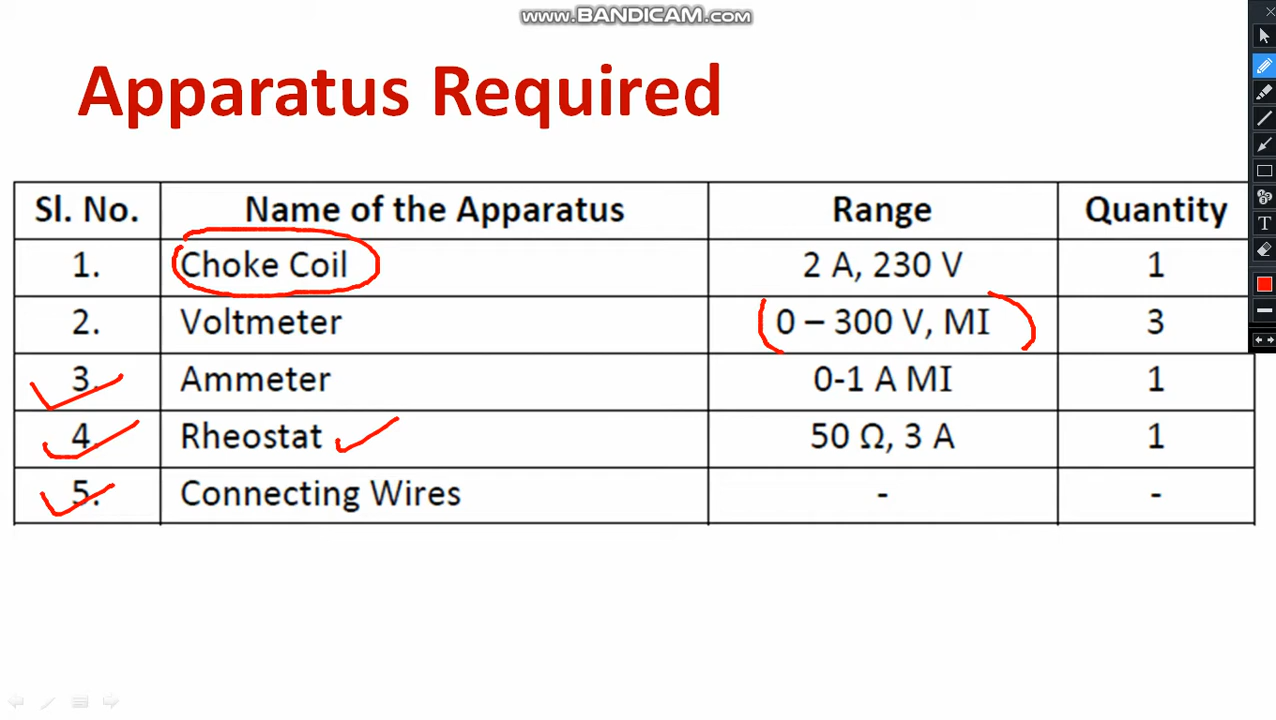 www.BANDICAM.com
Apparatus Required
Sl. No. Name of the Apparatus Range Quantity
1. Choke Coil 2 A, 230 V 1
2. Voltmeter 0 – 300 V, MI 3
3. Ammeter 0-1 A MI 1
4. Rheostat 50 Ω, 3 A 1
5. Connecting Wires - -
T